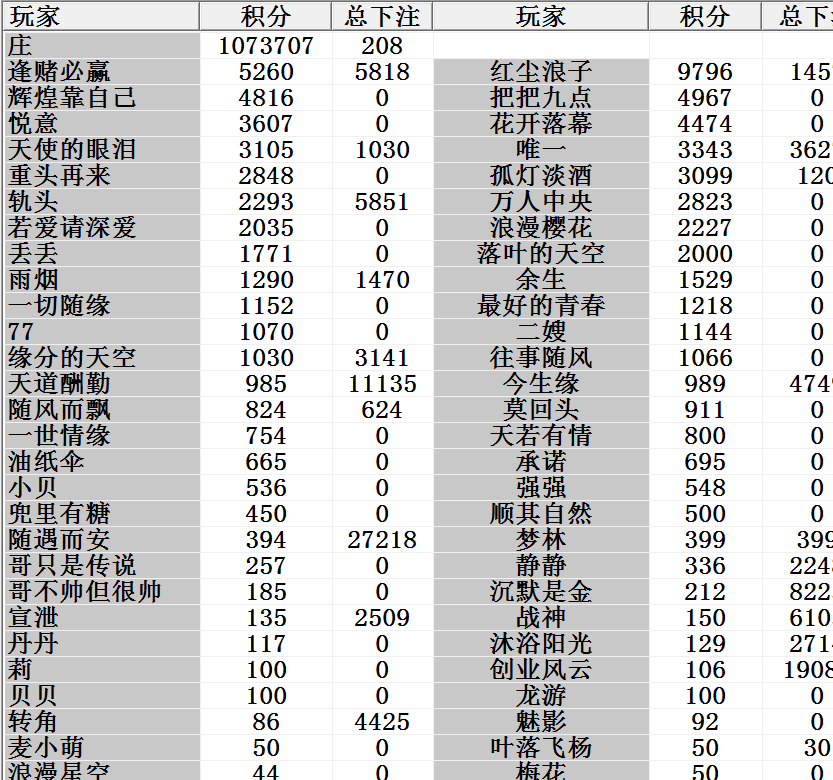 玩家 积分 总下注 玩家 积分 总下
庄 1073707 208
逢赌必赢 5260 5818 红尘浪子 9796 145
辉煌靠自己 4816 0 把把九点 4967 0
悦意 3607 0 花开落幕 4474 0
天使的眼泪 3105 1030 唯一 3343 362
重头再来 2848 0 孤灯淡酒 3099 120
轨头 2293 5851 万人中央 2823 0
若爱请深爱 2035 0 浪漫樱花 2227 0
丢丢 1771 0 落叶的天空 2000 0
雨烟 1290 1470 余生 1529 0
一切随缘 1152 0 最好的青春 1218 0
77 1070 0 二嫂 1144 0
缘分的天空 1030 3141 往事随风 1066 0
天道酬勤 985 11135 今生缘 989 474
随风而飘 824 624 莫回头 911 0
一世情缘 754 0 天若有情 800 0
油纸伞 665 0 承诺 695 0
小贝 536 0 强强 548 0
兜里有糖 450 0 顺其自然 500 0
随遇而安 394 27218 梦林 399 399
哥只是传说 257 0 静静 336 224
哥不帅但很帅 185 0 沉默是金 212 822
宣泄 135 2509 战神 150 610
丹丹 117 0 沐浴阳光 129 271
莉 100 0 创业风云 106 1908
贝贝 100 0 龙游 100 0
转角 86 4425 魅影 92 0
麦小萌 50 0 叶落飞杨 50 30
浪漫星空 44 0 梅花 50 0